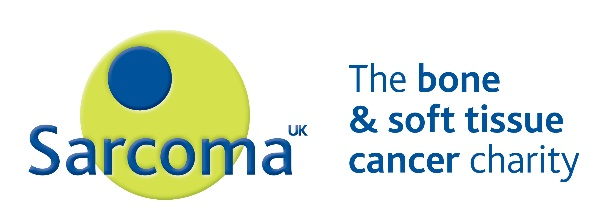 Sarcoma UK
The bone
& soft tissue
cancer charity